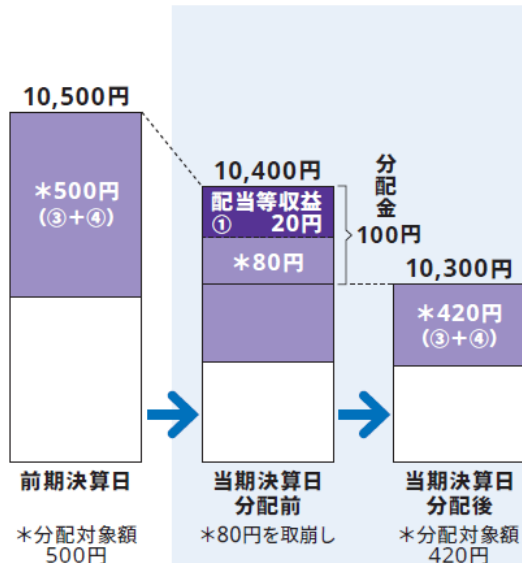 10,500円
＊500円
（③＋④）
10,400円
配当等収益
① 20円
＊80円
分配金
100円
10,300円
＊420円
（③＋④）
前期決算日
＊分配対象額
500円
当期決算日
分配前
＊80円を取崩し
当期決算日
分配後
＊分配対象額
420円